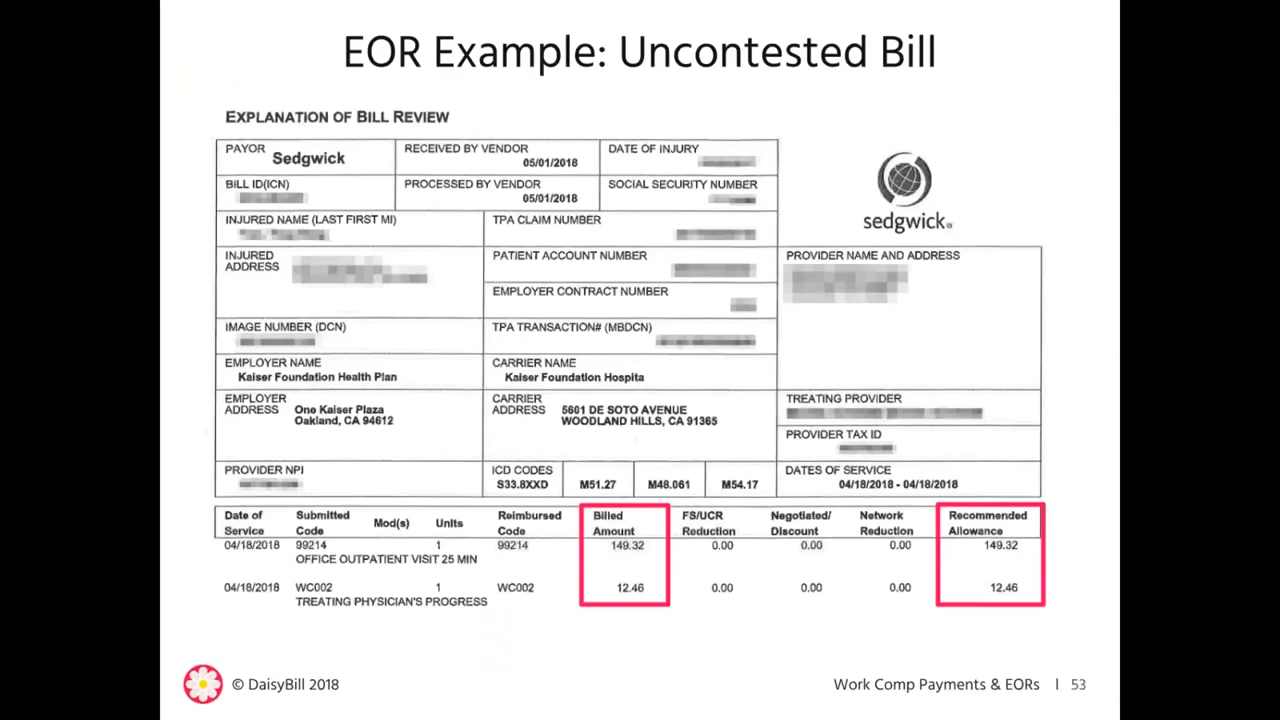 EOR Example: Uncontested Bill
EXPLANATION OF BILL REVIEW
PAYOR Sedgwick
RECEIVED BY VENDOR 05/01/2018
DATE OF INJURY
BILL ID(ICN)
PROCESSED BY VENDOR 05/01/2018
SOCIAL SECURITY NUMBER
sedgwick®
INJURED NAME (LAST FIRST MI)
TPA CLAIM NUMBER
INJURED ADDRESS
PATIENT ACCOUNT NUMBER
PROVIDER NAME AND ADDRESS
EMPLOYER CONTRACT NUMBER
IMAGE NUMBER (DCN)
TPA TRANSACTION# (MBDCN)
EMPLOYER NAME
Kaiser Foundation Health Plan
CARRIER NAME
Kaiser Foundation Hospita
EMPLOYER ADDRESS
One Kaiser Plaza
Oakland, CA 94612
CARRIER ADDRESS
5601 DE SOTO AVENUE
WOODLAND HILLS, CA 91365
TREATING PROVIDER
PROVIDER TAX ID
PROVIDER NPI
ICD CODES
S33.8XXD M51.27 M48.061 M54.17
DATES OF SERVICE
04/18/2018 - 04/18/2018
Date of Service Submitted Code Mod(s) Units Reimbursed Code Billed Amount FS/UCR Reduction Negotiated/ Discount Network Reduction Recommended Allowance
04/18/2018 99214 1 99214 149.32 0.00 0.00 0.00 149.32
OFFICE OUTPATIENT VISIT 25 MIN
04/18/2018 WC002 1 WC002 12.46 0.00 0.00 0.00 12.46
TREATING PHYSICIAN'S PROGRESS
© DaisyBill 2018
Work Comp Payments & EORs | 53